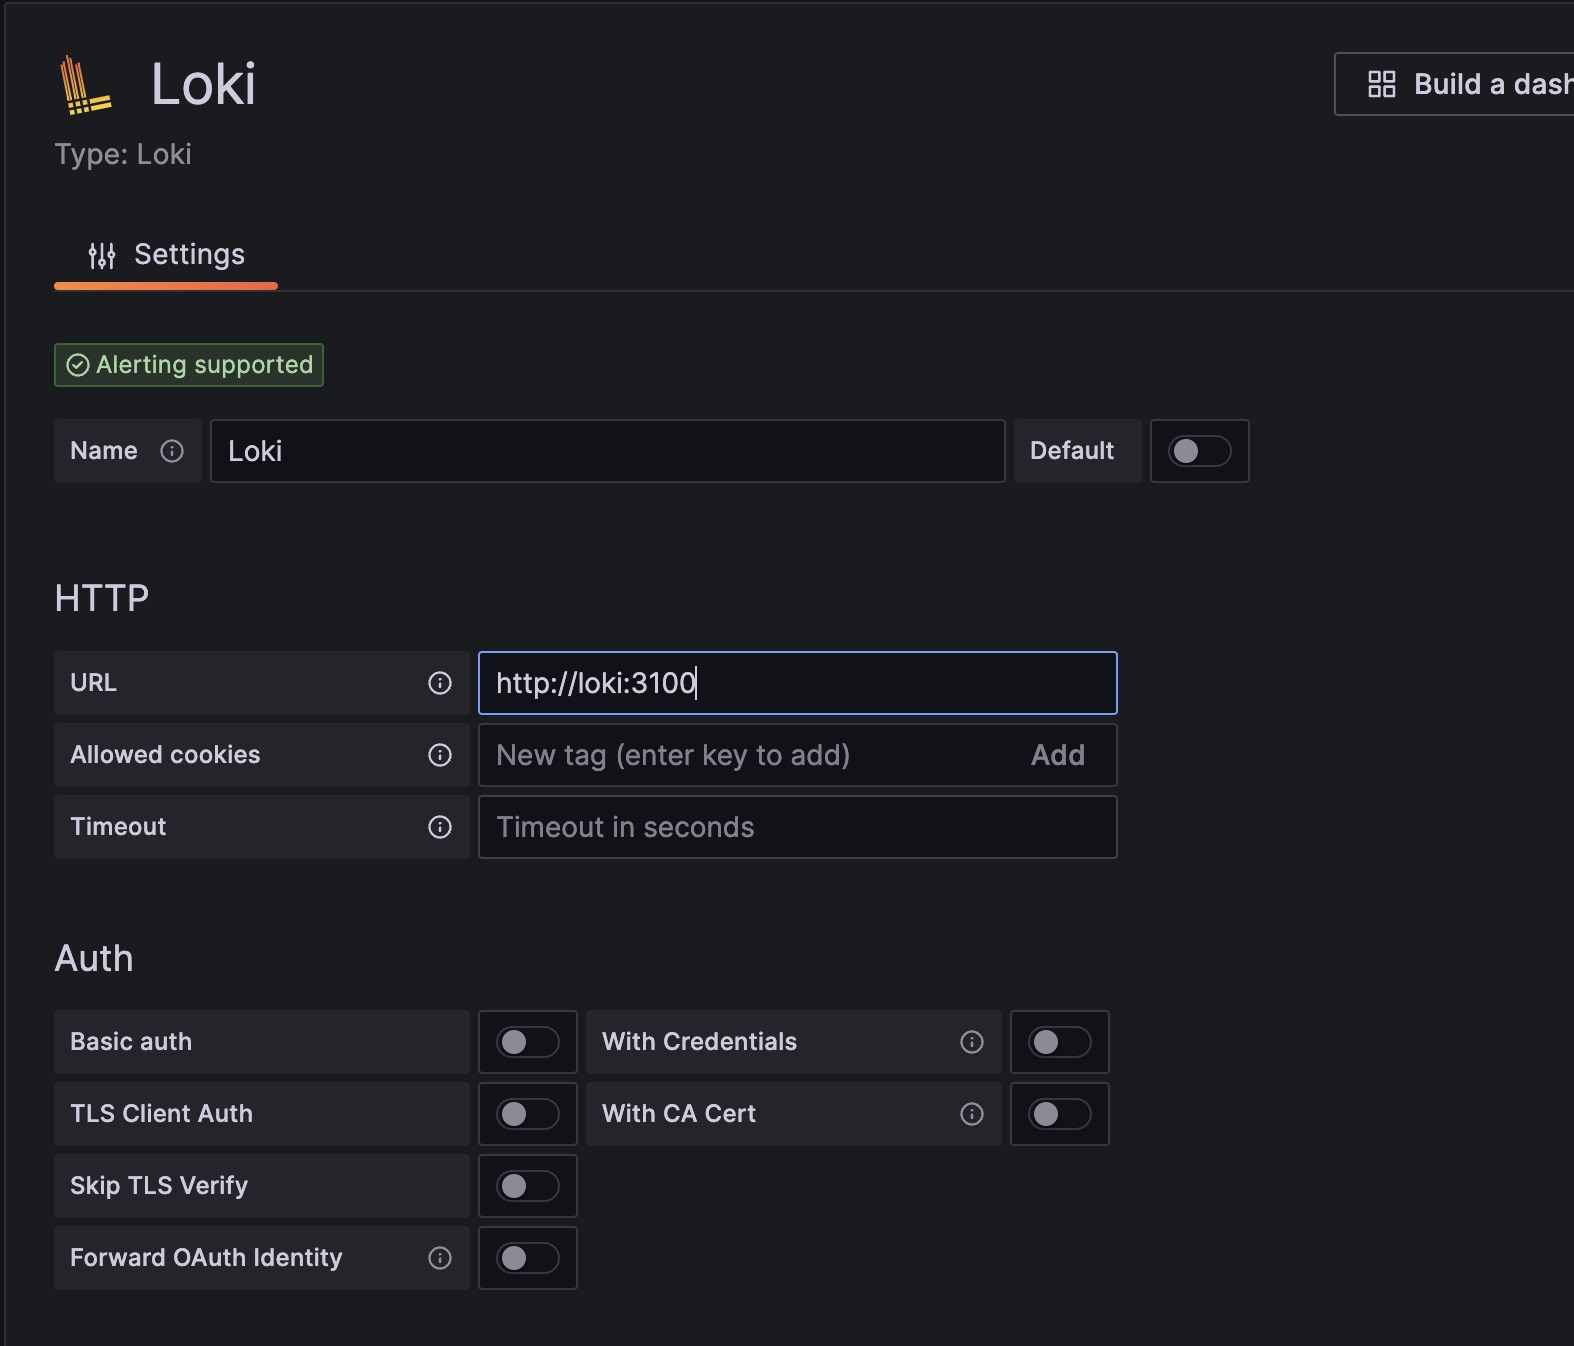 Loki
Build a dash
Type: Loki
Settings
Alerting supported
Name Loki Default
HTTP
URL http://loki:3100
Allowed cookies New tag (enter key to add) Add
Timeout Timeout in seconds
Auth
Basic auth With Credentials
TLS Client Auth With CA Cert
Skip TLS Verify
Forward OAuth Identity